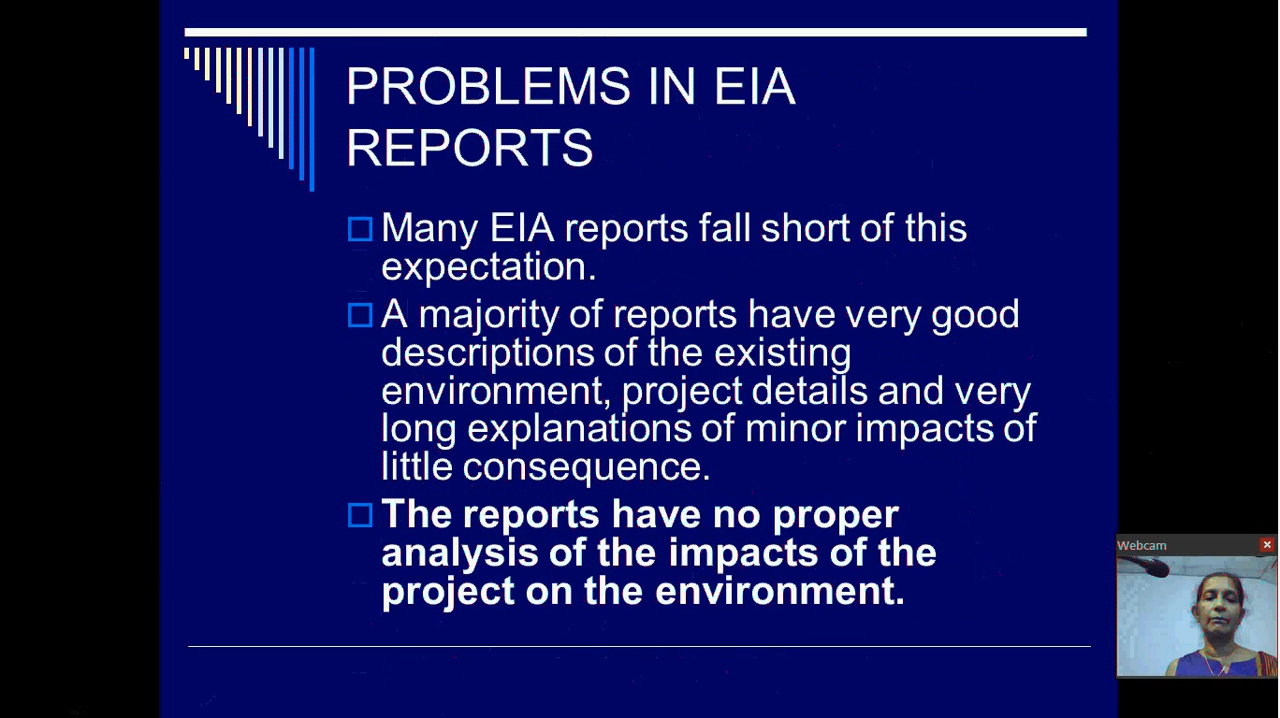 PROBLEMS IN EIA
REPORTS
Many EIA reports fall short of this
expectation.
A majority of reports have very good
descriptions of the existing
environment, project details and very
long explanations of minor impacts of
little consequence.
The reports have no proper
analysis of the impacts of the
project on the environment.
Webcam